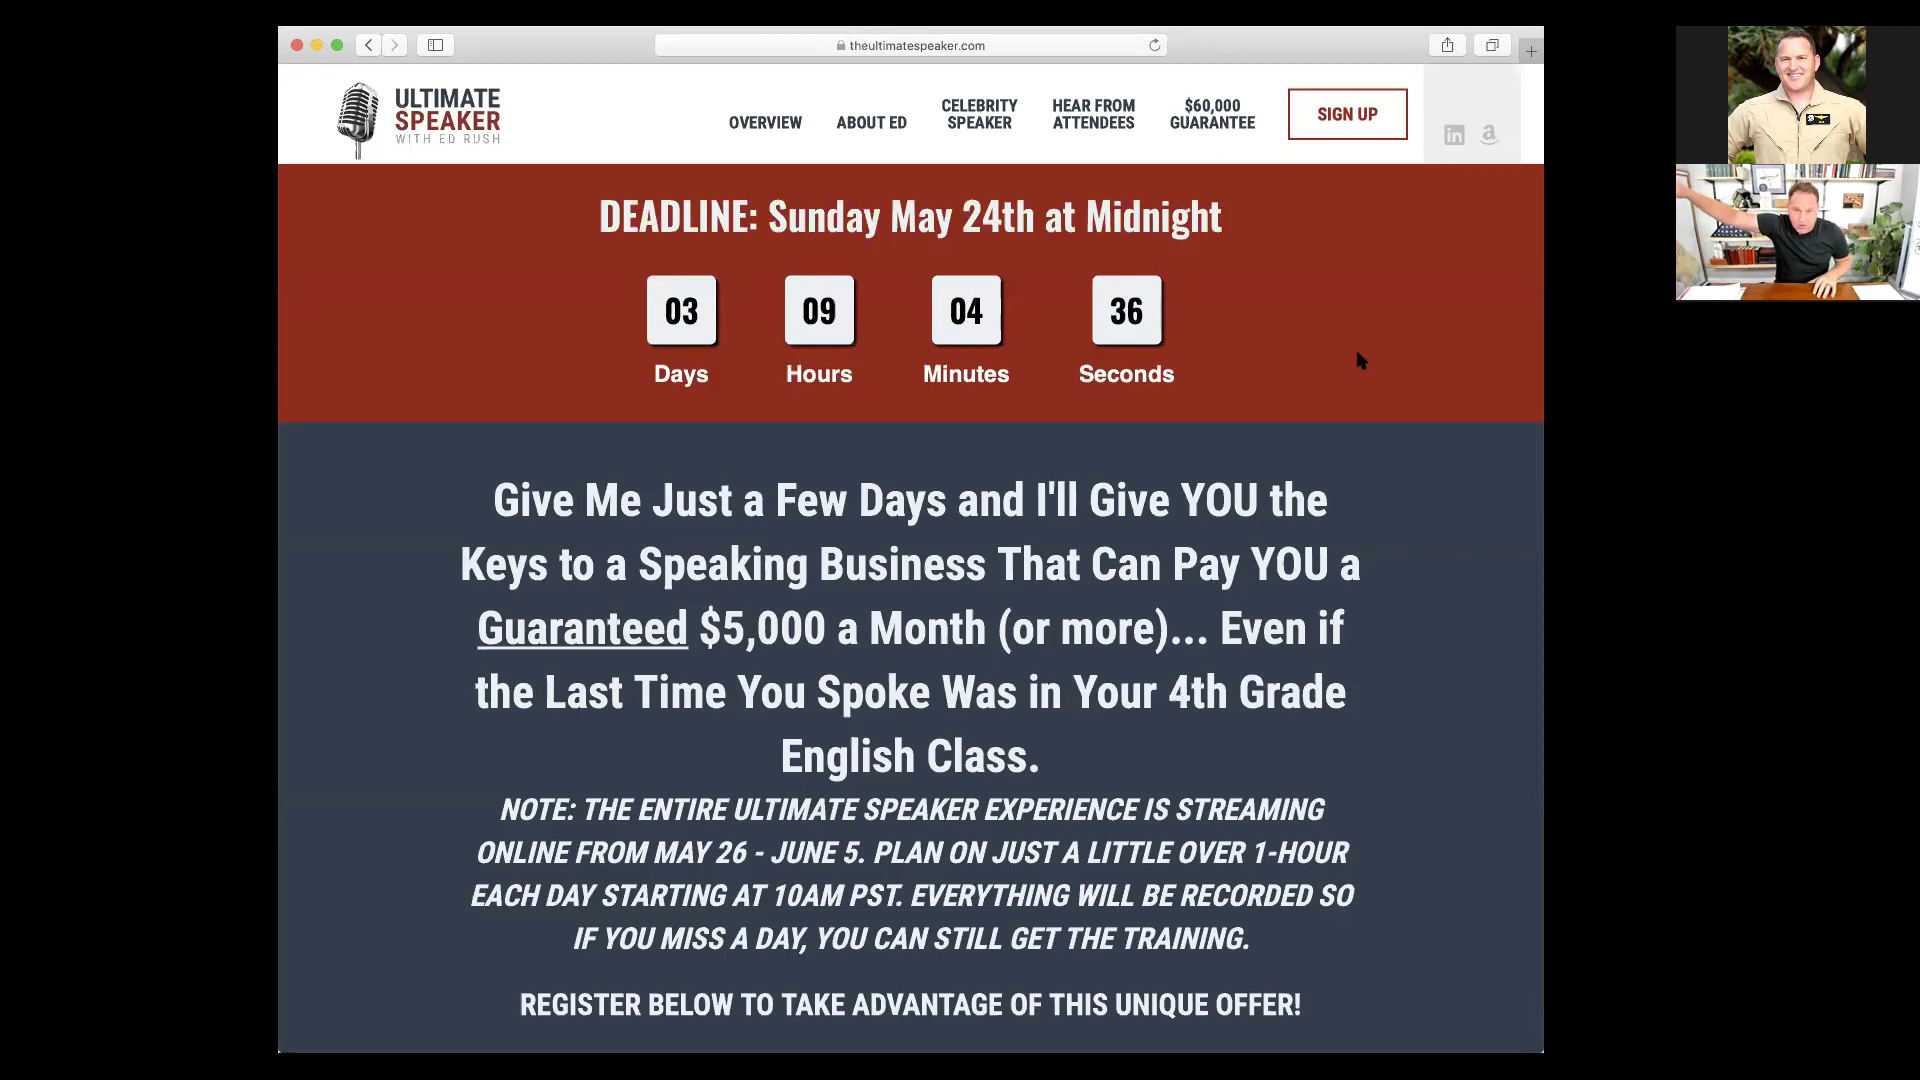 theultimatespeaker.com
ULTIMATE
SPEAKER
WITH ED RUSH
OVERVIEW
ABOUT ED
CELEBRITY
SPEAKER
HEAR FROM
ATTENDEES
$60,000
GUARANTEE
SIGN UP
DEADLINE: Sunday May 24th at Midnight
03 09 04 36
Days Hours Minutes Seconds
Give Me Just a Few Days and I'll Give YOU the
Keys to a Speaking Business That Can Pay YOU a
Guaranteed $5,000 a Month (or more)... Even if
the Last Time You Spoke Was in Your 4th Grade
English Class.
NOTE: THE ENTIRE ULTIMATE SPEAKER EXPERIENCE IS STREAMING
ONLINE FROM MAY 26 - JUNE 5. PLAN ON JUST A LITTLE OVER 1-HOUR
EACH DAY STARTING AT 10AM PST. EVERYTHING WILL BE RECORDED SO
IF YOU MISS A DAY, YOU CAN STILL GET THE TRAINING.
REGISTER BELOW TO TAKE ADVANTAGE OF THIS UNIQUE OFFER!